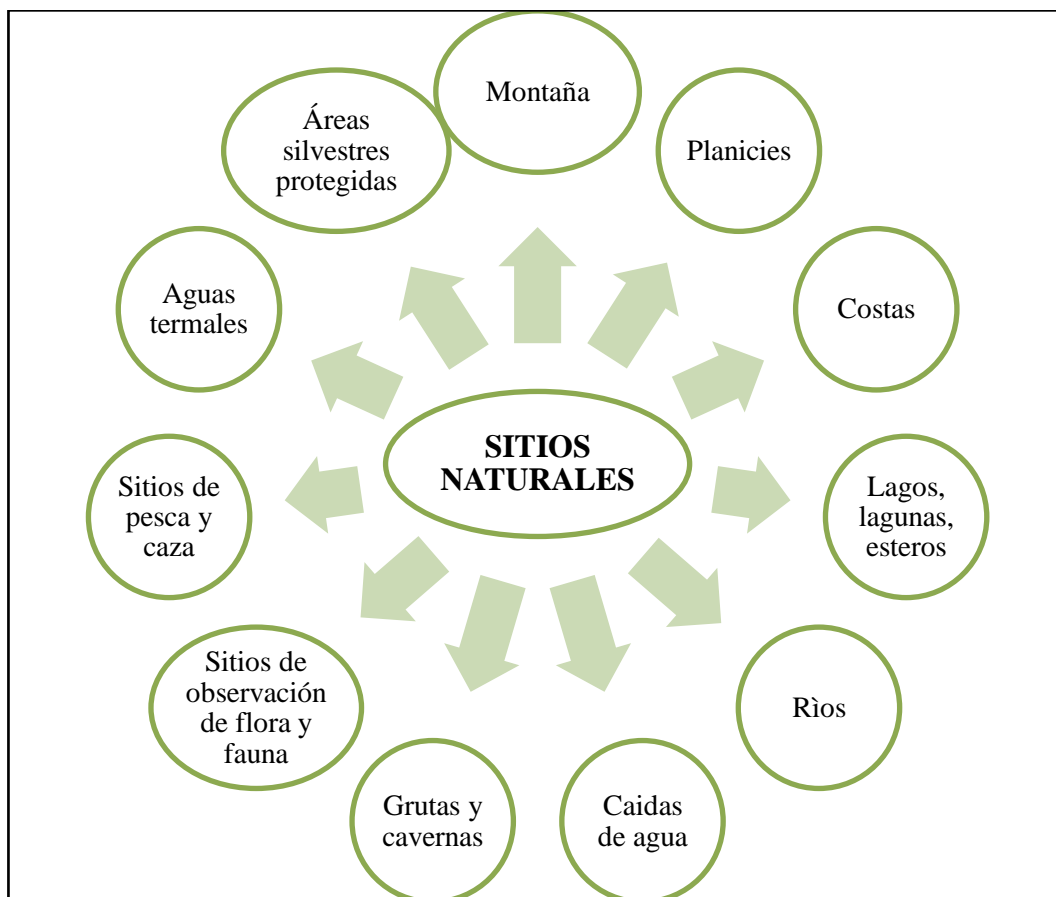 Montaña
Planicies
Costas
Lagos,
lagunas,
esteros
Rìos
Caidas
de agua
Grutas y
cavernas
Sitios de
observación
de flora y
fauna
Sitios de
pesca y
caza
Aguas
termales
Áreas
silvestres
protegidas
SITIOS
NATURALES